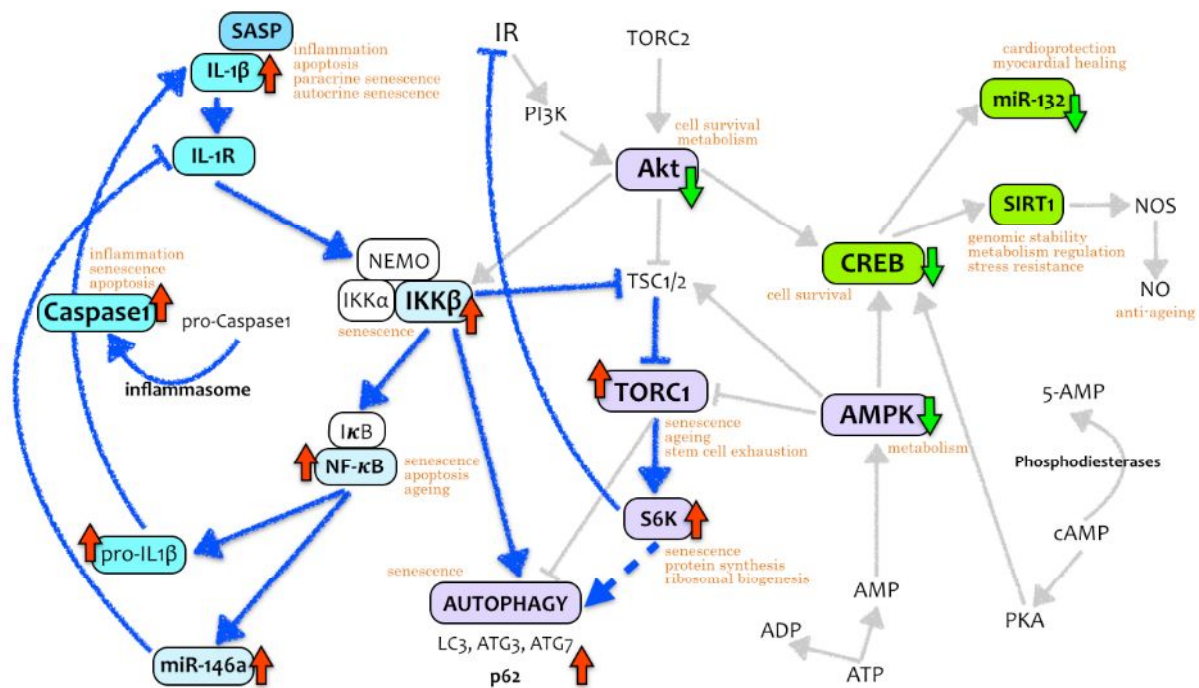 SASP
IL-1β
inflammation
apoptosis
paracrine senescence
autocrine senescence
IL-1R
IR
PI3K
TORC2
cell survival
metabolism
Akt
cardioprotection
myocardial healing
miR-132
SIRT1
NOS
genomic stability
metabolism regulation
stress resistance
NO
anti-ageing
CREB
cell survival
inflammation
senescence
apoptosis
Caspase1
pro-Caspase1
inflammasome
NEMO
IKKα
IKKβ
senescence
TSC1/2
TORC1
senescence
ageing
stem cell exhaustion
AMPK
metabolism
5-AMP
Phosphodiesterases
cAMP
PKA
IκB
NF-κB
senescence
apoptosis
ageing
S6K
senescence
protein synthesis
ribosomal biogenesis
pro-IL1β
miR-146a
senescence
AUTOPHAGY
LC3, ATG3, ATG7
p62
AMP
ADP
ATP